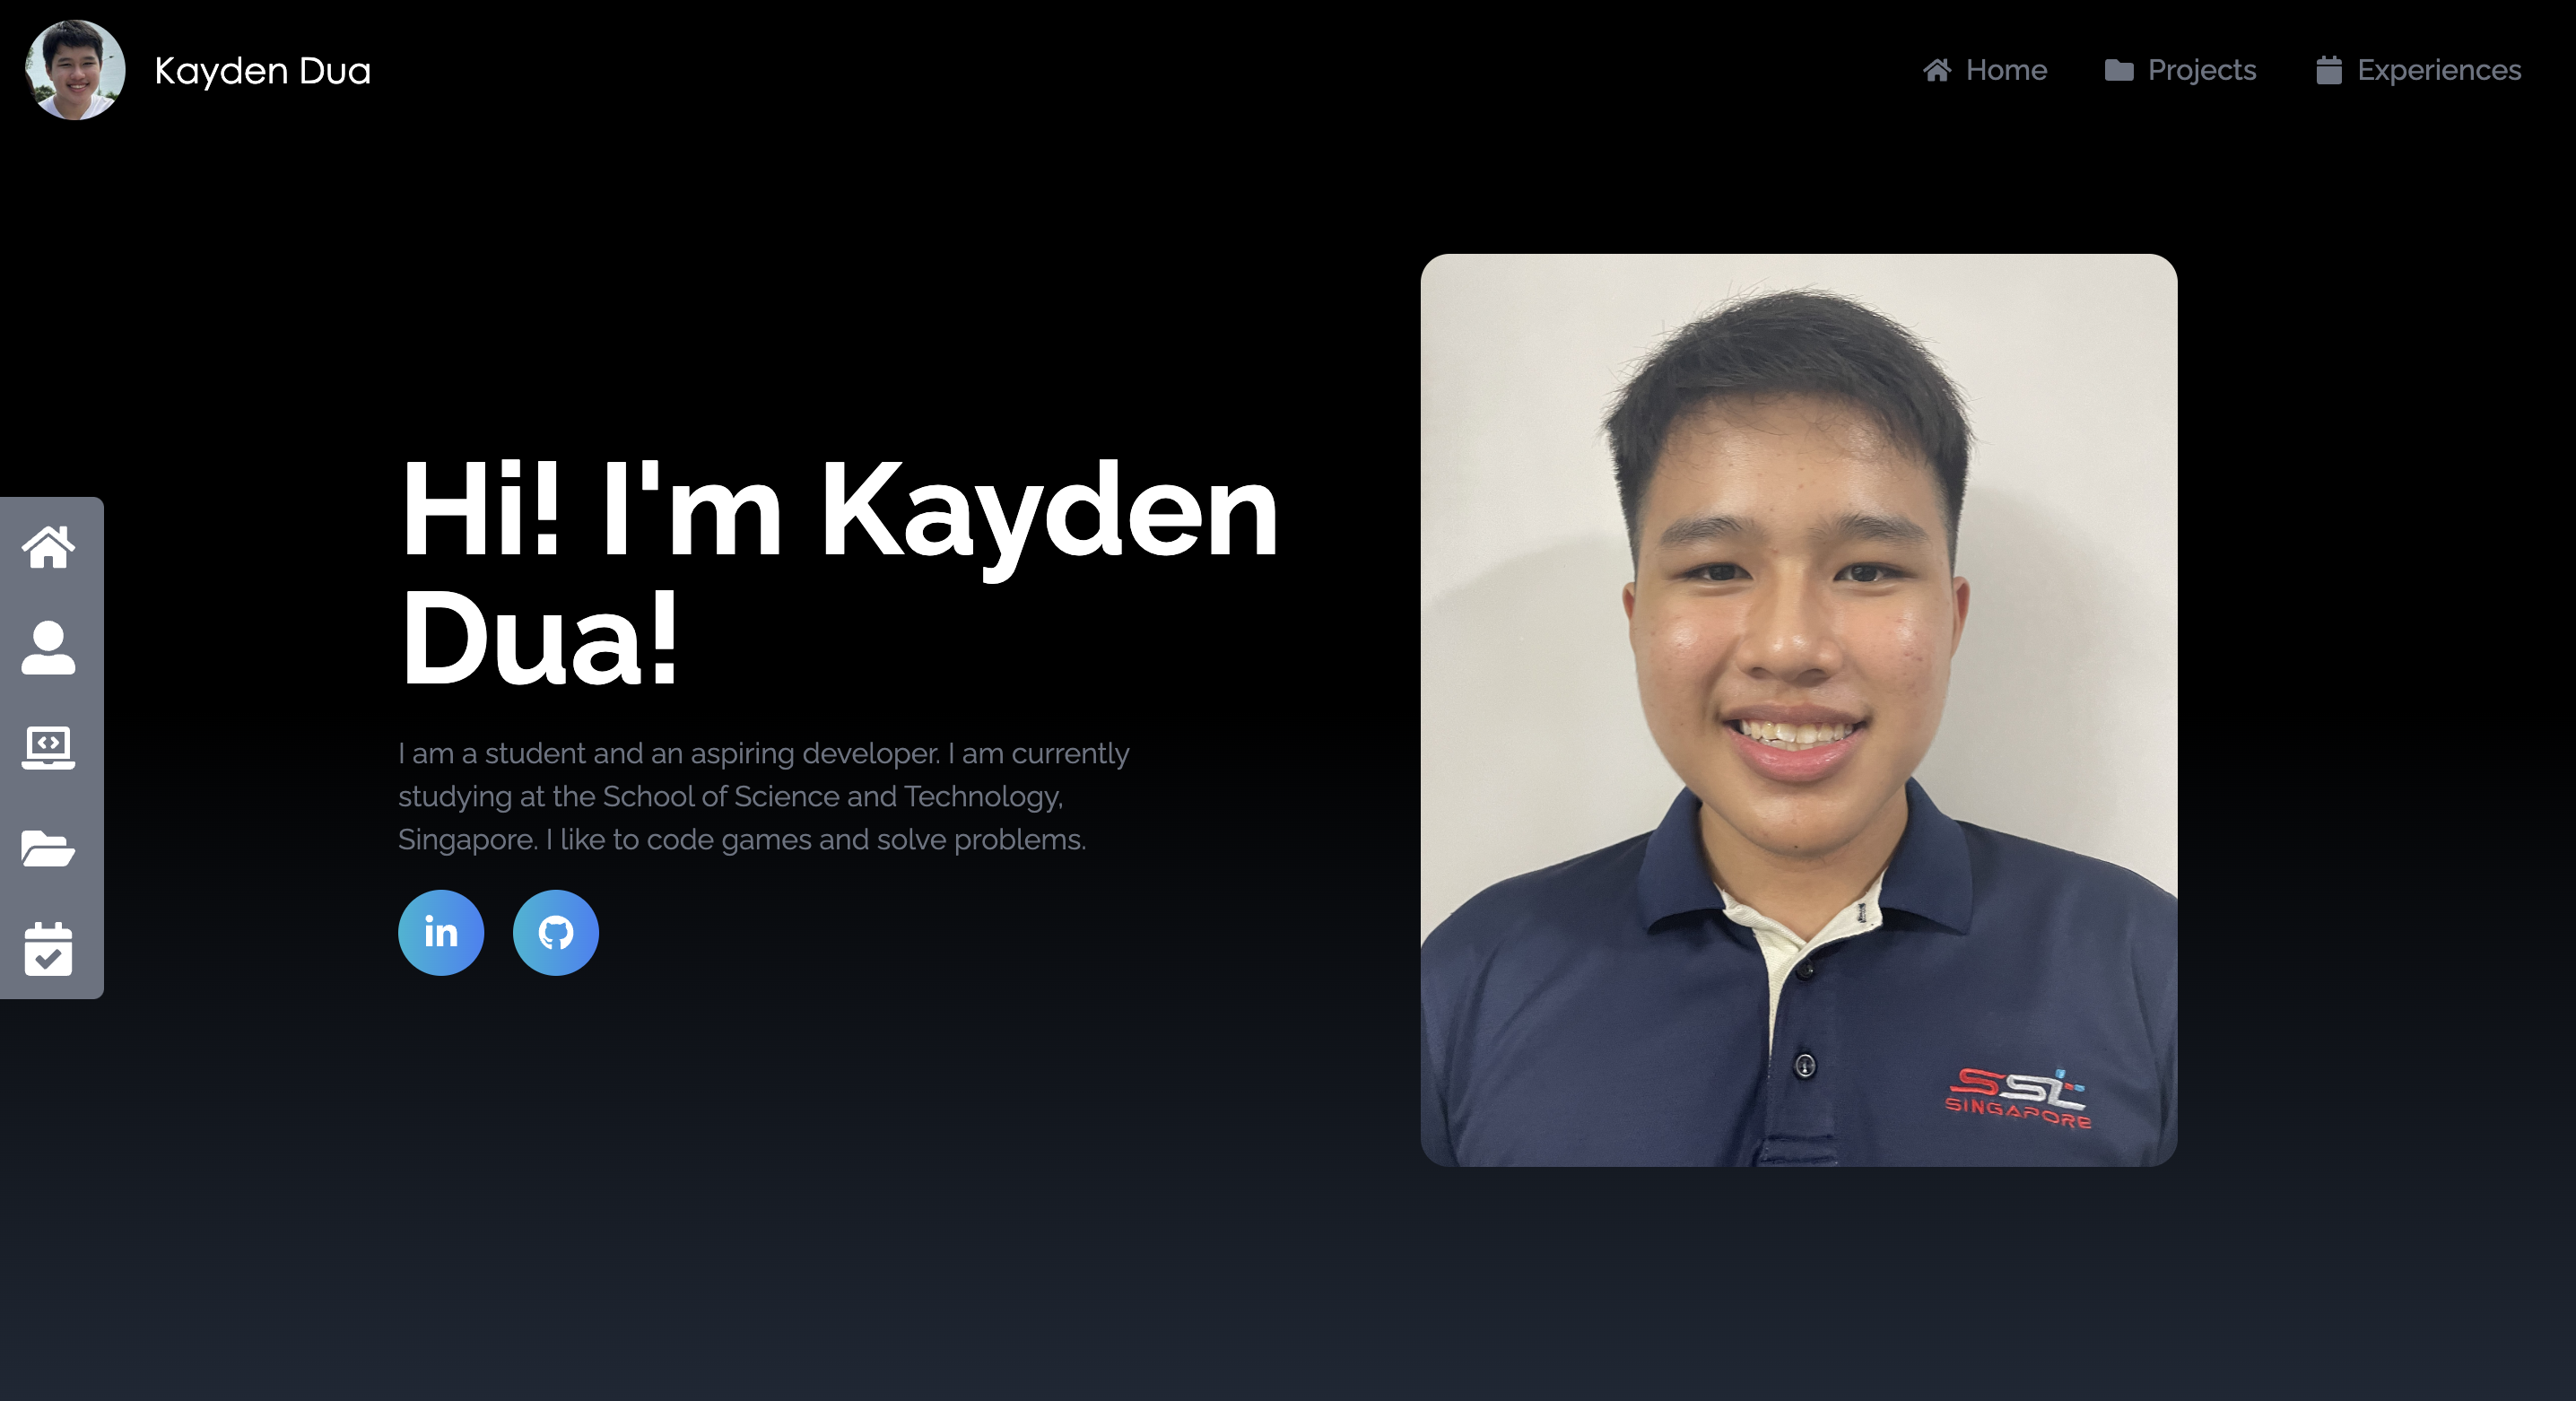 Kayden Dua
Home
Projects
Experiences
Hi! I'm Kayden
Dua!
I am a student and an aspiring developer. I am currently
studying at the School of Science and Technology,
Singapore. I like to code games and solve problems.
in
SST
SINGAPORE